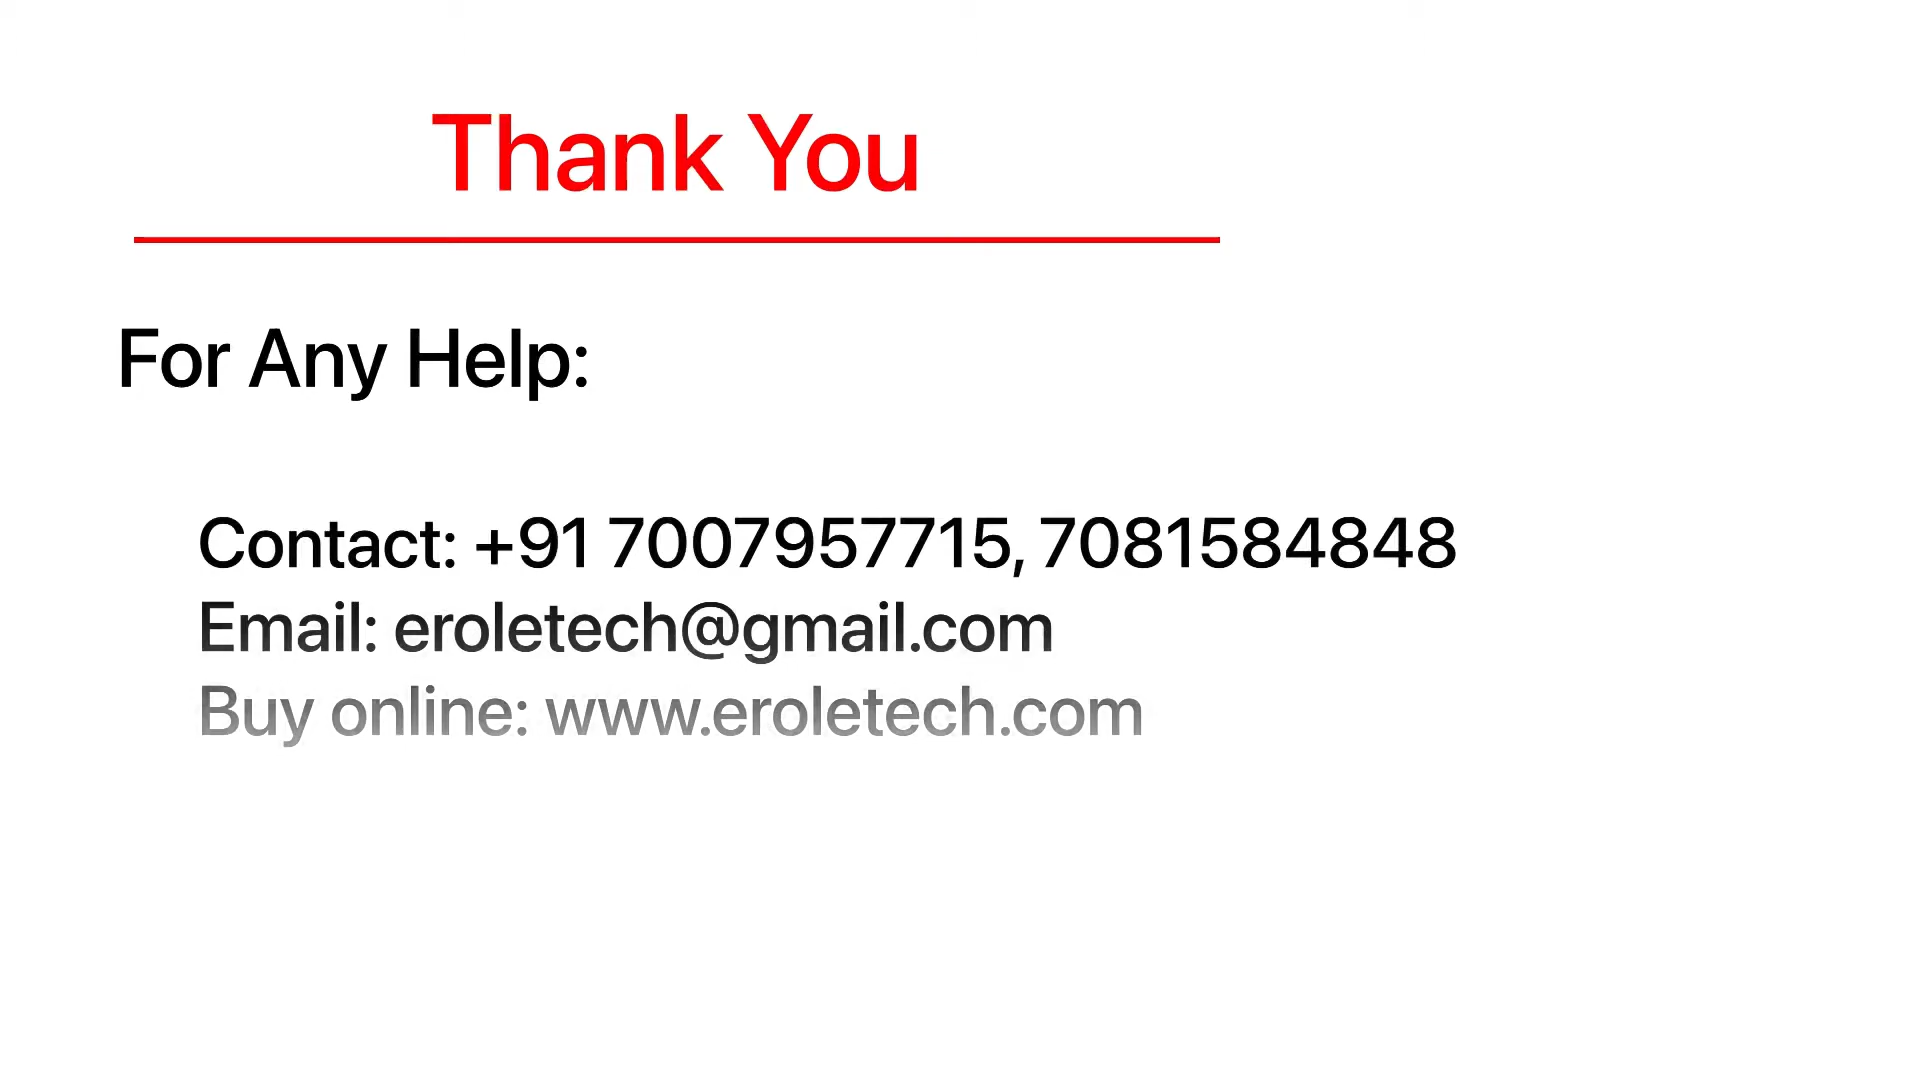 Thank You
For Any Help:
Contact: +91 7007957715, 7081584848
Email: eroletech@gmail.com
Buy online: www.eroletech.com